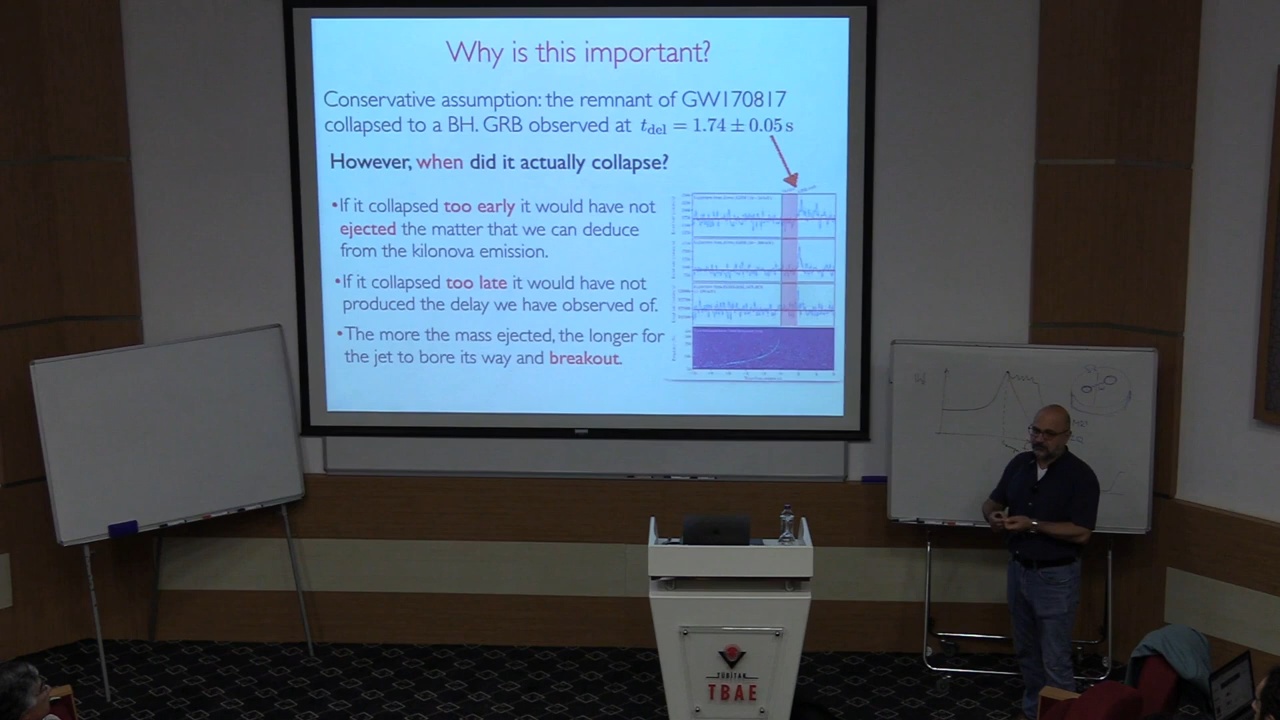 Why is this important?
Conservative assumption: the remnant of GW170817
collapsed to a BH. GRB observed at t_del = 1.74 ± 0.05 s
However, when did it actually collapse?
•If it collapsed too early it would have not
ejected the matter that we can deduce
from the kilonova emission.
•If it collapsed too late it would have not
produced the delay we have observed of.
•The more the mass ejected, the longer for
the jet to bore its way and breakout.
TÜBİTAK
TBAE